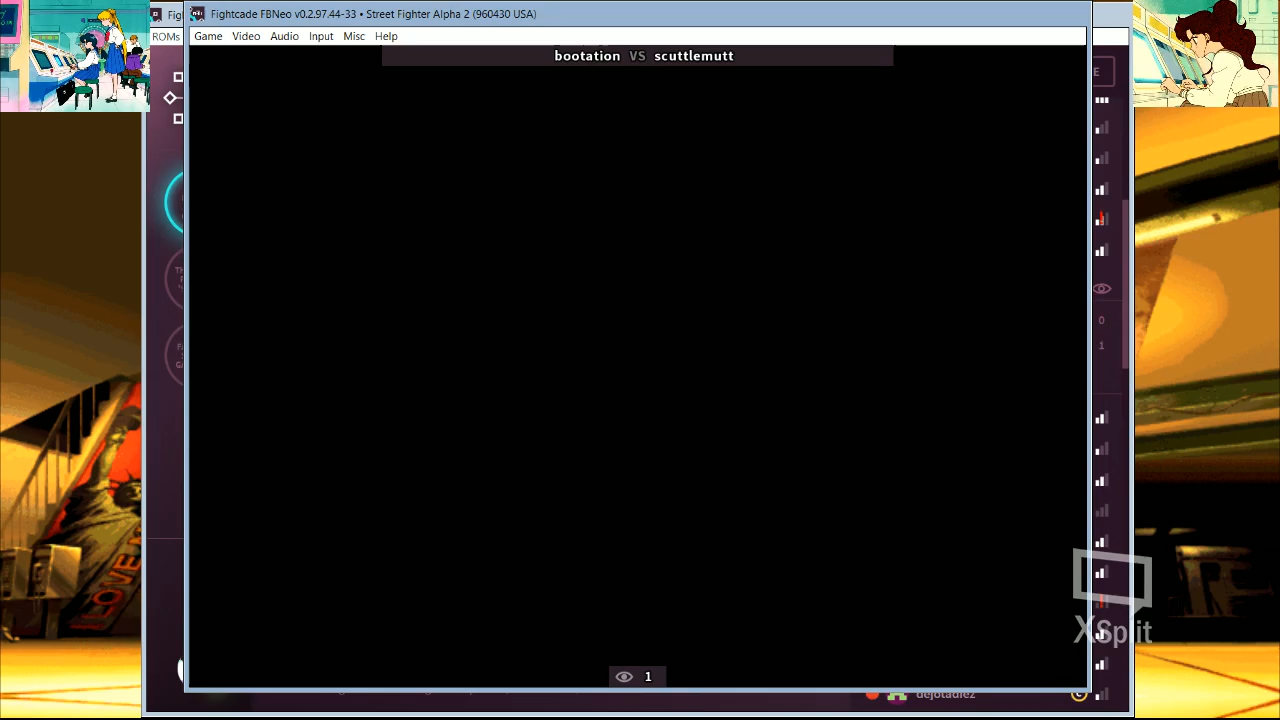 Fightcade FBNeo v0.2.97.44-33 • Street Fighter Alpha 2 (960430 USA)
ROMs
Game Video Audio Input Misc Help
bootation VS scuttlemutt
E
0
1
LOVE
XSplit
1
dejotadiez